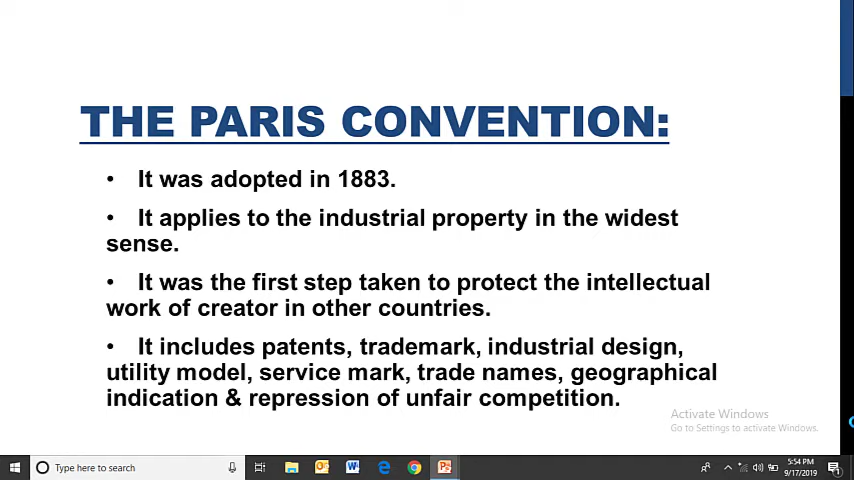 THE PARIS CONVENTION:
• It was adopted in 1883.
• It applies to the industrial property in the widest
sense.
• It was the first step taken to protect the intellectual
work of creator in other countries.
• It includes patents, trademark, industrial design,
utility model, service mark, trade names, geographical
indication & repression of unfair competition.
Activate Windows
Go to Settings to activate Windows.
Type here to search
5:54 PM
9/17/2019